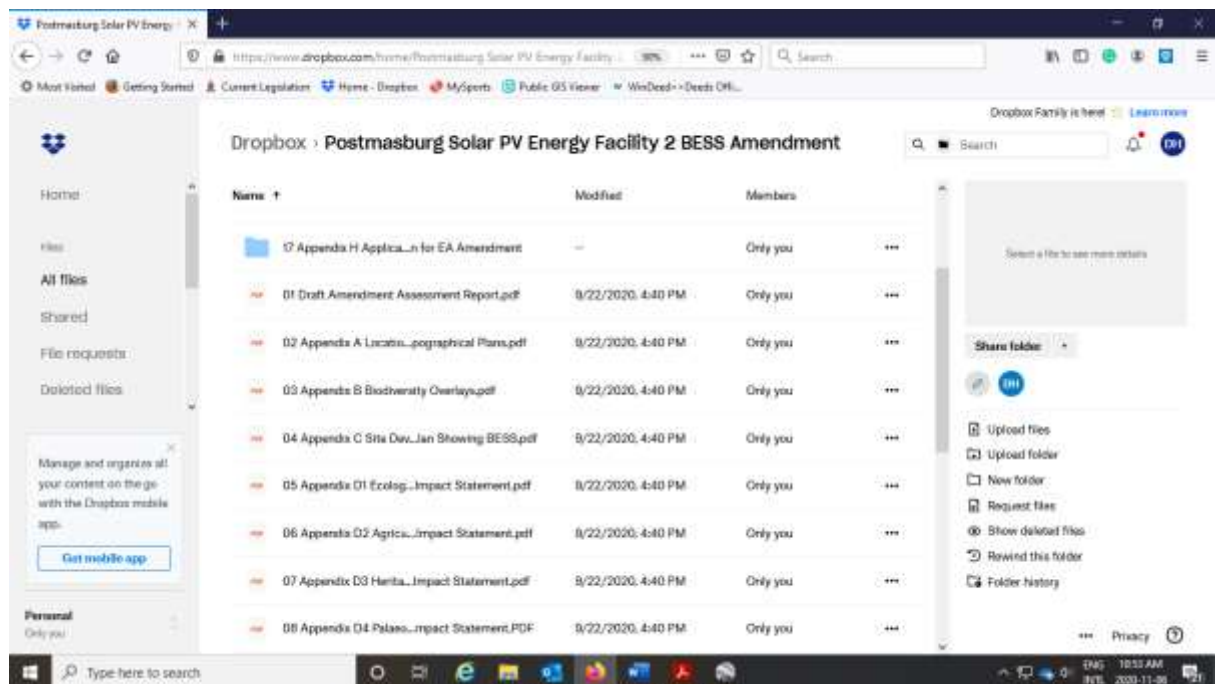 Postmasburg Solar PV Energy
https://www.dropbox.com/home/Postmasburg Solar PV Energy Facility
90%
Search
Most Visited
Getting Started
Current Legislation
Home - Dropbox
MySports
Public GIS Viewer
WinDeed>>Deeds Offi...
Dropbox Family is here!
Learn more
Dropbox › Postmasburg Solar PV Energy Facility 2 BESS Amendment
Search
DH
Home
Files
All files
Shared
File requests
Deleted files
Manage and organize all
your content on the go
with the Dropbox mobile
app.
Get mobile app
Personal
Only you
Name ↑ Modified Members
17 Appendix H Applica...n for EA Amendment -- Only you
01 Draft Amendment Assessment Report.pdf 9/22/2020, 4:40 PM Only you
02 Appendix A Locatio...pographical Plans.pdf 9/22/2020, 4:40 PM Only you
03 Appendix B Biodiversity Overlays.pdf 9/22/2020, 4:40 PM Only you
04 Appendix C Site Dev...lan Showing BESS.pdf 9/22/2020, 4:40 PM Only you
05 Appendix D1 Ecolog...Impact Statement.pdf 9/22/2020, 4:40 PM Only you
06 Appendix D2 Agricu...Impact Statement.pdf 9/22/2020, 4:40 PM Only you
07 Appendix D3 Herita...Impact Statement.pdf 9/22/2020, 4:40 PM Only you
08 Appendix D4 Palaeo...mpact Statement.PDF 9/22/2020, 4:40 PM Only you
Select a file to see more details
Share folder
DH
Upload files
Upload folder
New folder
Request files
Show deleted files
Rewind this folder
Folder history
Privacy
Type here to search
ENG 10:53 AM
INTL 2020-11-06